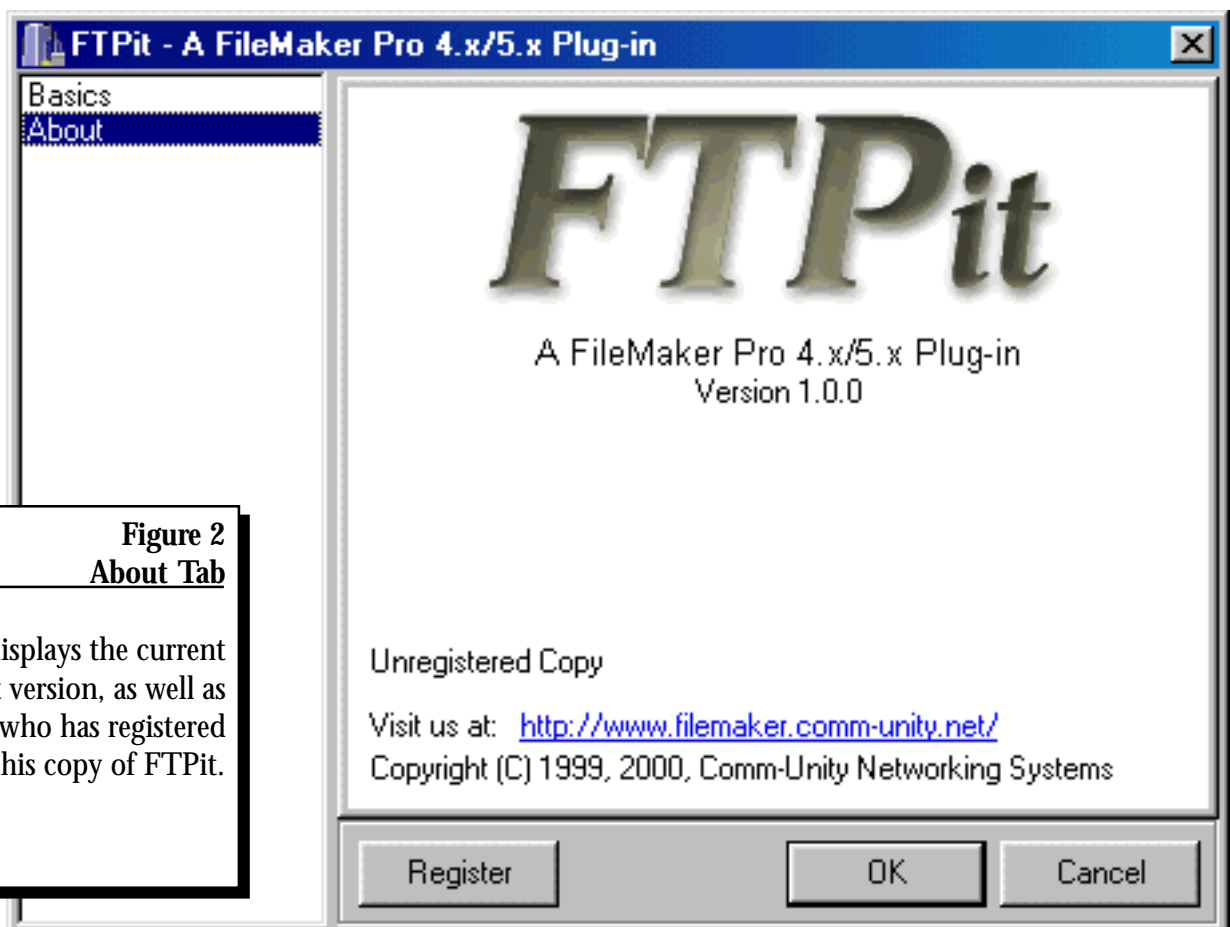 FTPit - A FileMaker Pro 4.x/5.x Plug-in
Basics
About
FTPit
A FileMaker Pro 4.x/5.x Plug-in
Version 1.0.0
Figure 2
About Tab
the current
version, as well as
who has registered
copy of FTPit.
Unregistered Copy
Visit us at: http://www.filemaker.comm-unity.net/
Copyright (C) 1999, 2000, Comm-Unity Networking Systems
Register
OK
Cancel